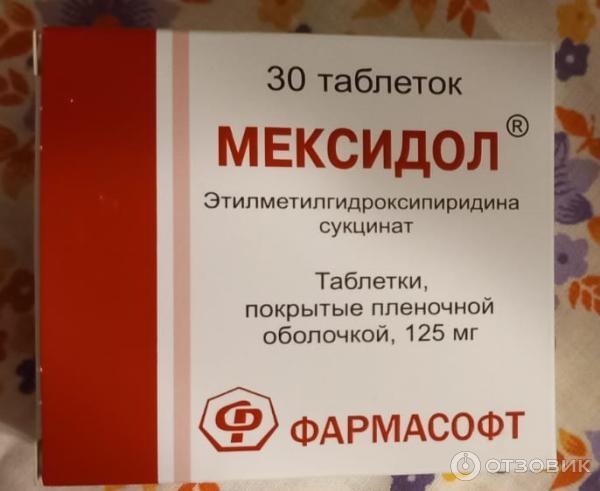 30 таблеток
МЕКСИДОЛ®
Этилметилгидроксипиридина
сукцинат
Таблетки,
покрытые пленочной
оболочкой, 125 мг
ФАРМАСОФТ
ОТЗОВИК